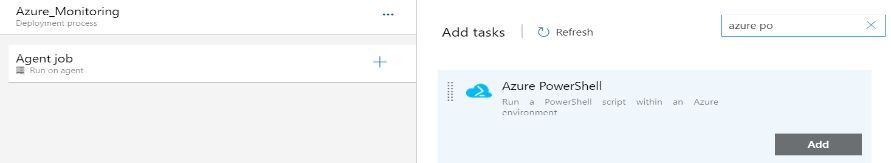 Azure_Monitoring
Deployment process
Agent job
Run on agent
Add tasks
Refresh
azure po
Azure PowerShell
Run a PowerShell script within an Azure
environment
Add